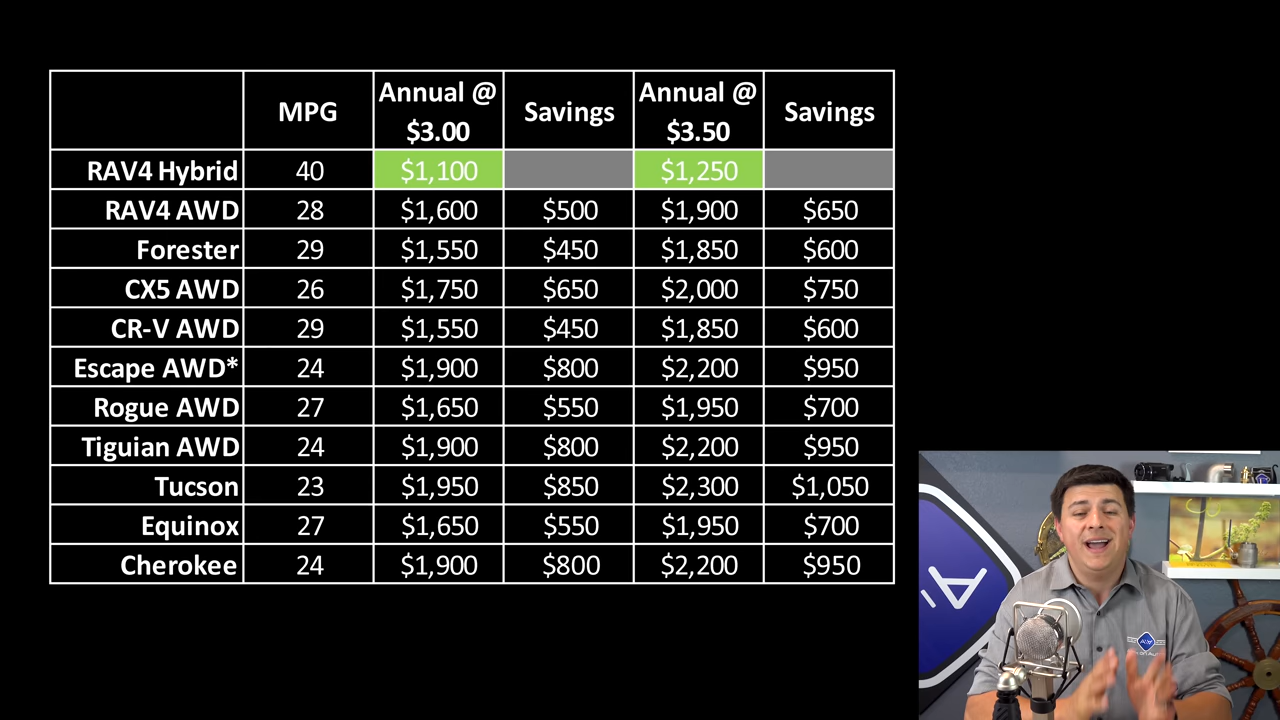 MPG Annual @ $3.00 Savings Annual @ $3.50 Savings
RAV4 Hybrid 40 $1,100 $1,250
RAV4 AWD 28 $1,600 $500 $1,900 $650
Forester 29 $1,550 $450 $1,850 $600
CX5 AWD 26 $1,750 $650 $2,000 $750
CR-V AWD 29 $1,550 $450 $1,850 $600
Escape AWD* 24 $1,900 $800 $2,200 $950
Rogue AWD 27 $1,650 $550 $1,950 $700
Tiguian AWD 24 $1,900 $800 $2,200 $950
Tucson 23 $1,950 $850 $2,300 $1,050
Equinox 27 $1,650 $550 $1,950 $700
Cherokee 24 $1,900 $800 $2,200 $950